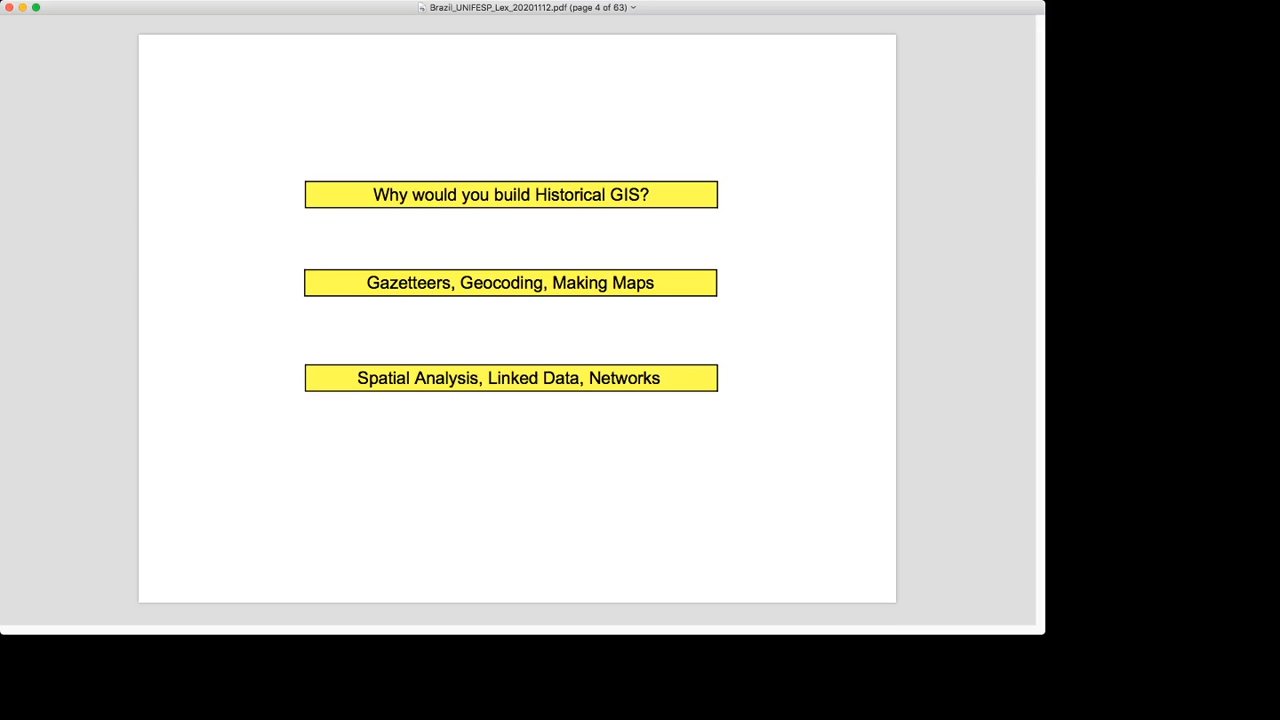 Brazil_UNIFESP_Lex_20201112.pdf (page 4 of 63)
Why would you build Historical GIS?
Gazetteers, Geocoding, Making Maps
Spatial Analysis, Linked Data, Networks